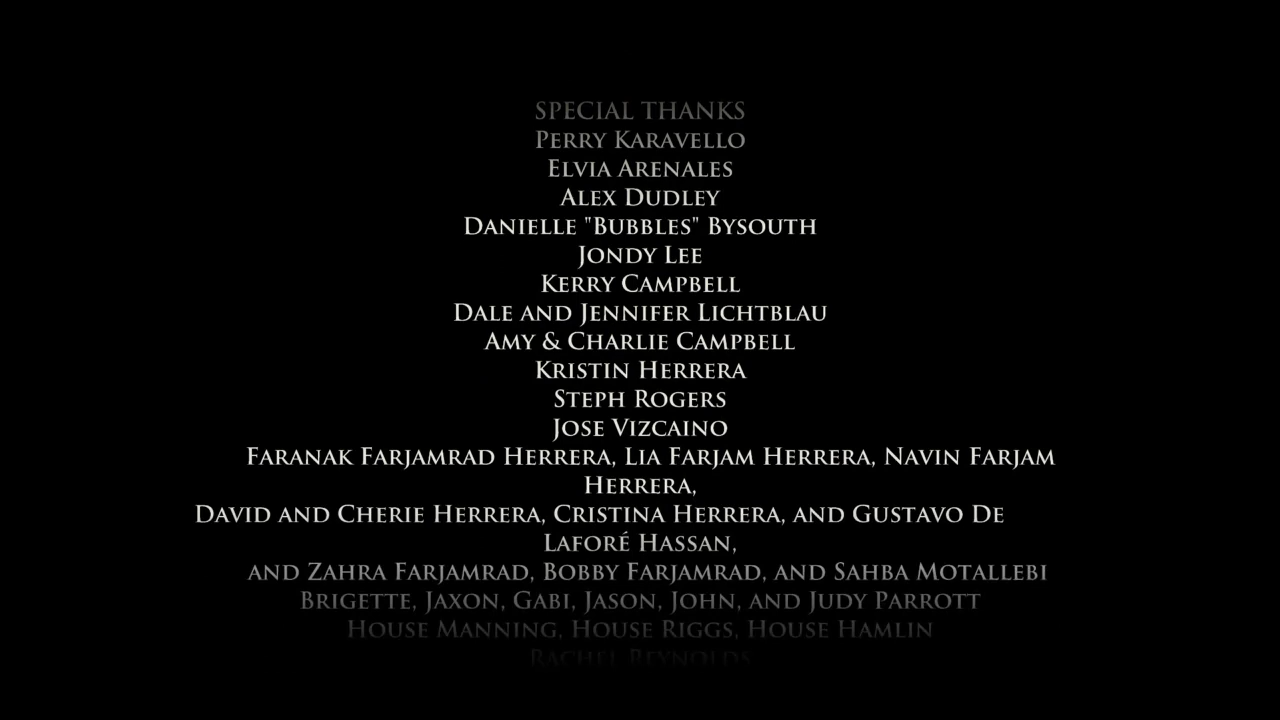 SPECIAL THANKS
PERRY KARAVELLO
ELVIA ARENALES
ALEX DUDLEY
DANIELLE "BUBBLES" BYSOUTH
JONDY LEE
KERRY CAMPBELL
DALE AND JENNIFER LICHTBLAU
AMY & CHARLIE CAMPBELL
KRISTIN HERRERA
STEPH ROGERS
JOSE VIZCAINO
FARANAK FARJAMRAD HERRERA, LIA FARJAM HERRERA, NAVIN FARJAM
HERRERA,
DAVID AND CHERIE HERRERA, CRISTINA HERRERA, AND GUSTAVO DE
LAFORÉ HASSAN,
AND ZAHRA FARJAMRAD, BOBBY FARJAMRAD, AND SAHBA MOTALLEBI
BRIGETTE, JAXON, GABI, JASON, JOHN, AND JUDY PARROTT
HOUSE MANNING, HOUSE RIGGS, HOUSE HAMLIN
RACHEL REYNOLDS